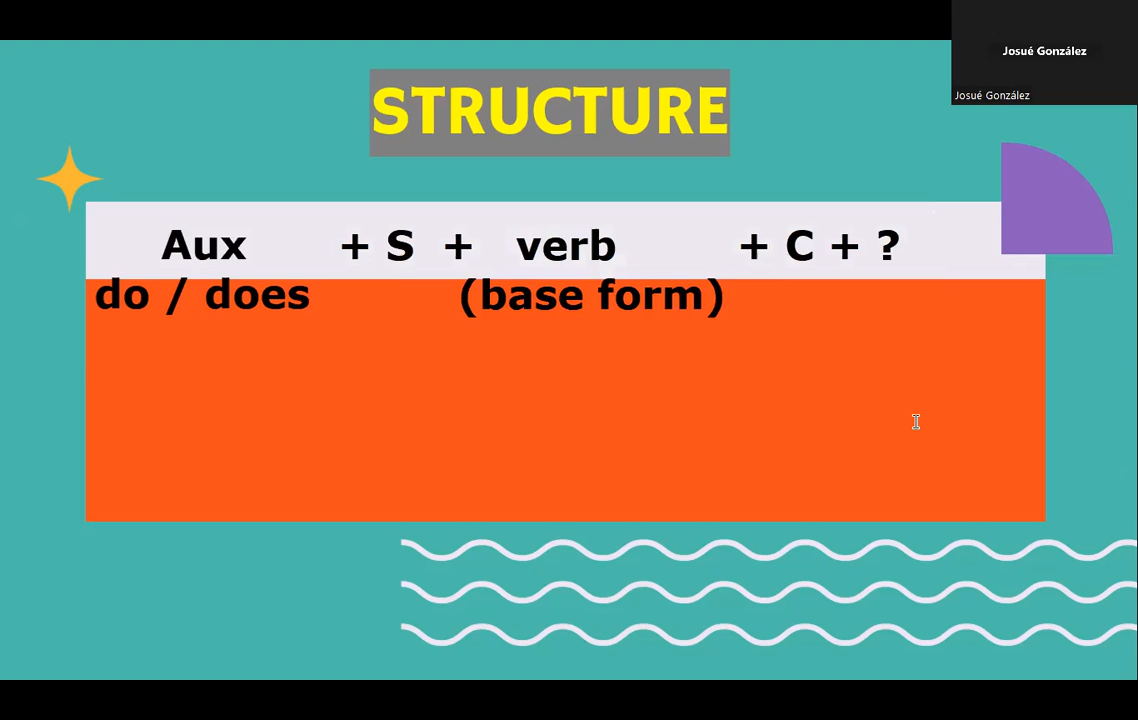 Josué González
Josué González
STRUCTURE
Aux + S + verb + C + ?
do / does (base form)